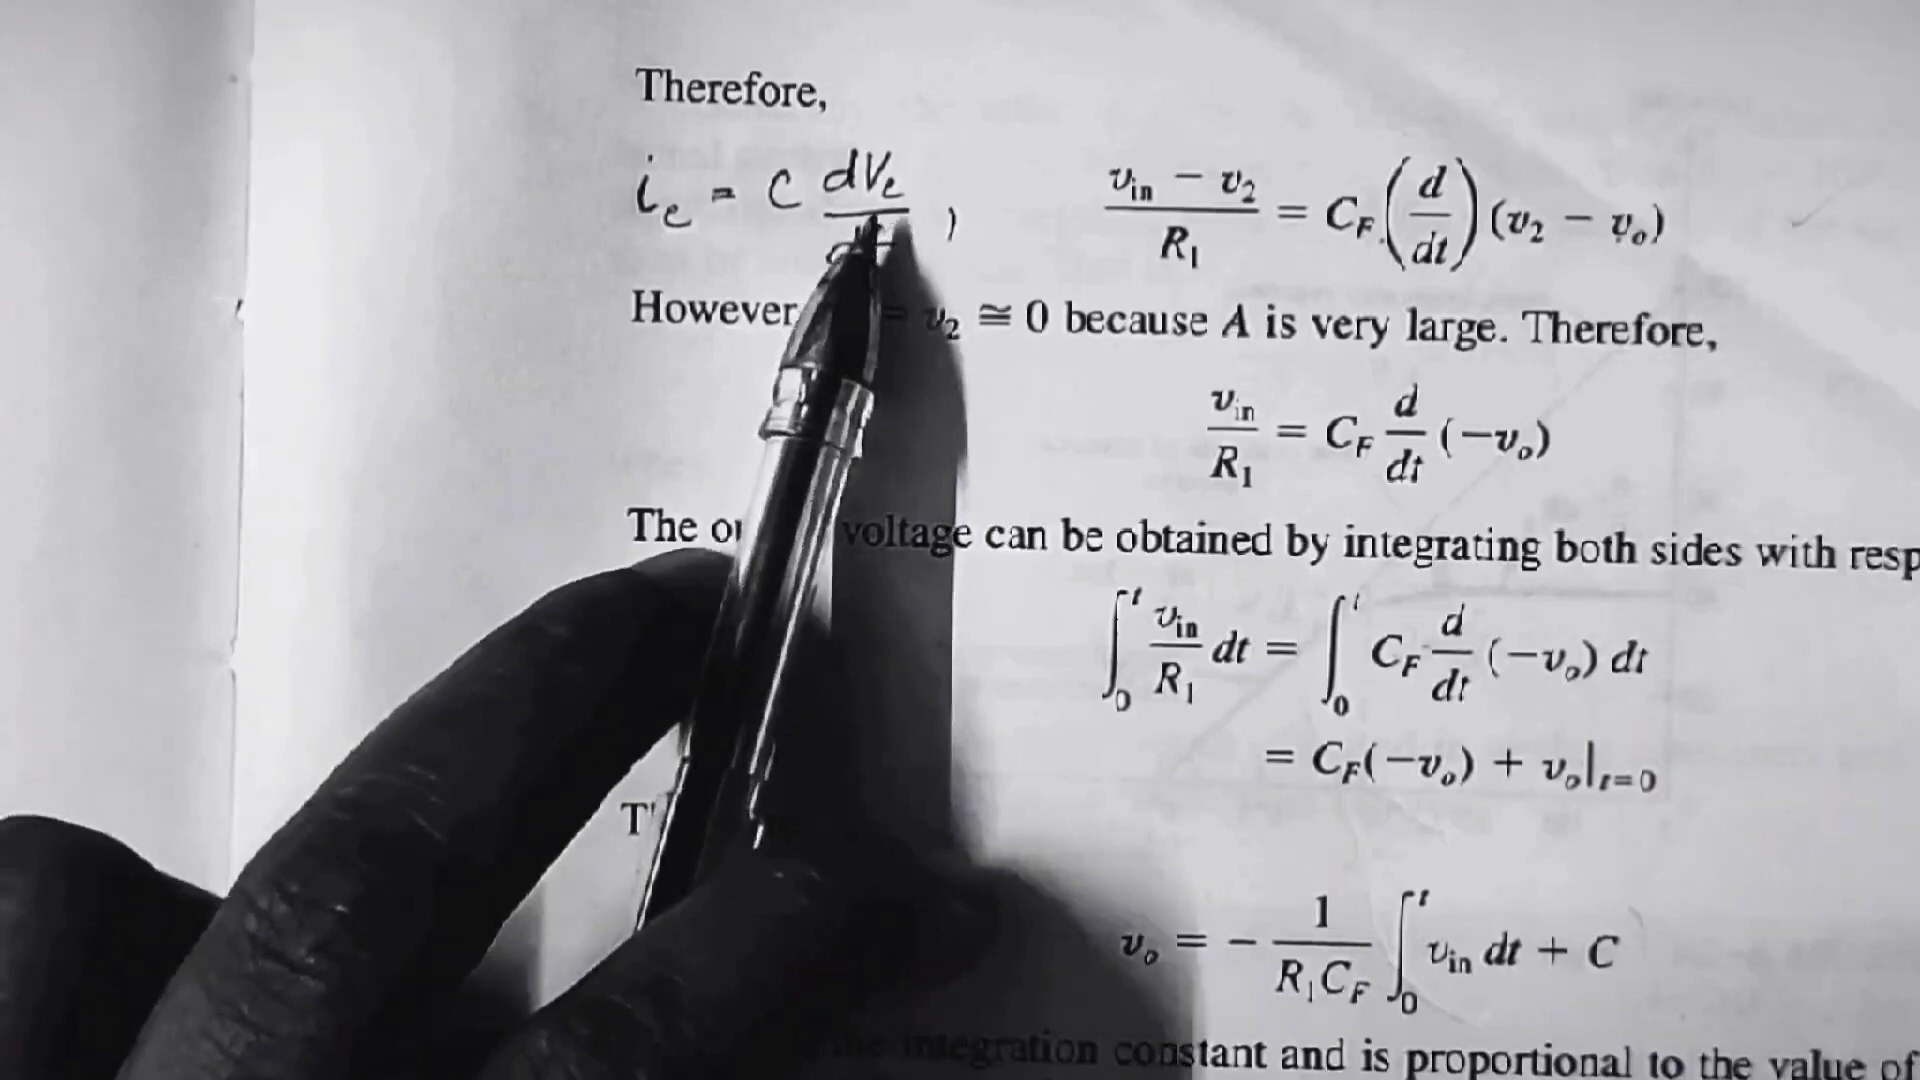 Therefore,
i_c = C dV_c/ , (v_in − v_2)/R_1 = C_F (d/dt) (v_2 − v_o)
However = v_2 ≅ 0 because A is very large. Therefore,
v_in/R_1 = C_F d/dt (−v_o)
The voltage can be obtained by integrating both sides with
∫_0^t v_in/R_1 dt = ∫_0^t C_F d/dt (−v_o) dt
= C_F(−v_o) + v_o|_t=0
v_o = − 1/(R_1 C_F) ∫_0^t v_in dt + C
the integration constant and is proportional to the value of